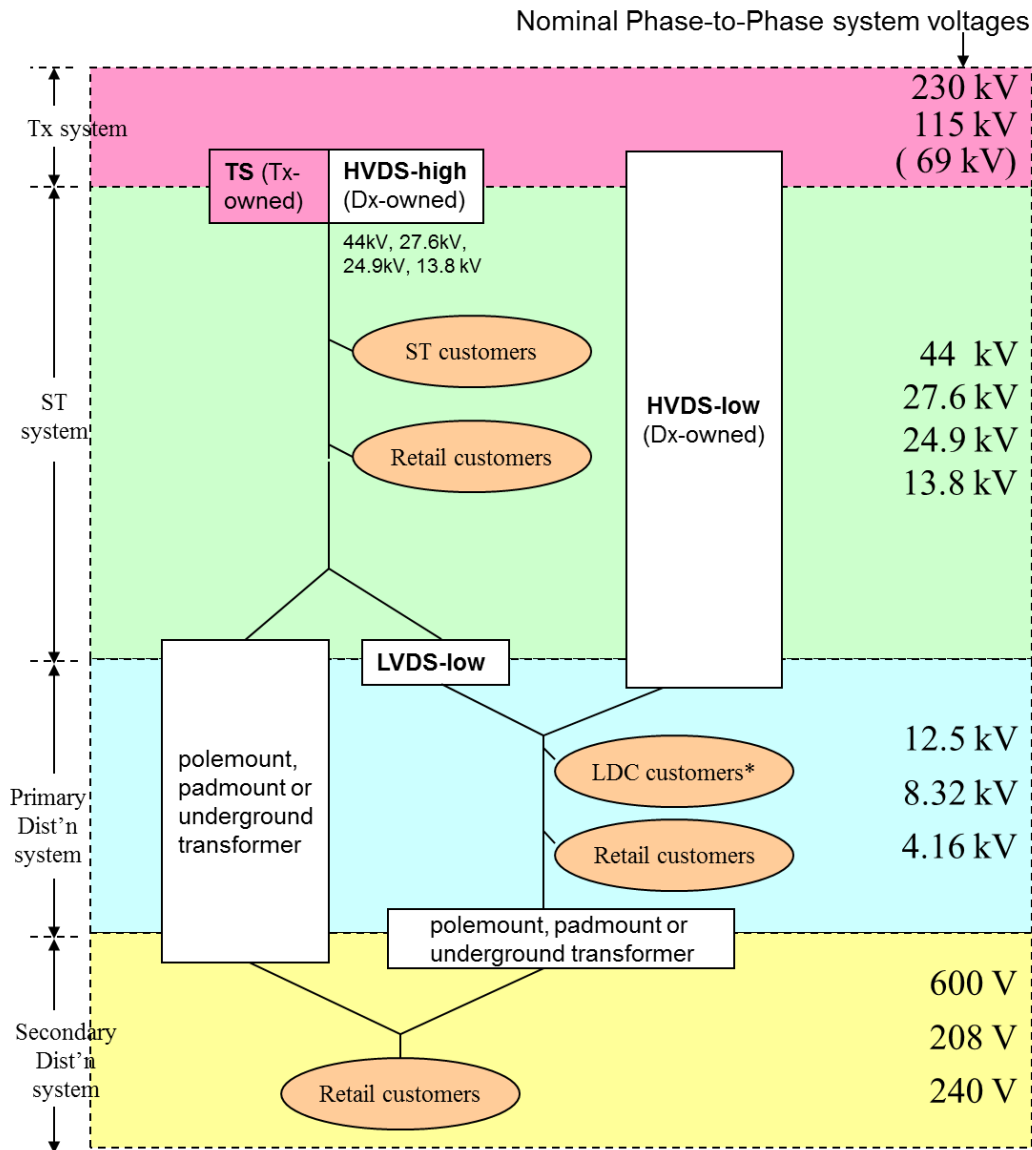 Nominal Phase-to-Phase system voltages
230 kV
115 kV
( 69 kV)
Tx system
TS (Tx-
owned)
HVDS-high
(Dx-owned)
44kV, 27.6kV,
24.9kV, 13.8 kV
ST customers
Retail customers
HVDS-low
(Dx-owned)
ST
system
44 kV
27.6 kV
24.9 kV
13.8 kV
LVDS-low
polemount,
padmount or
underground
transformer
LDC customers*
Retail customers
Primary
Dist'n
system
12.5 kV
8.32 kV
4.16 kV
polemount, padmount or
underground transformer
Secondary
Dist'n
system
600 V
208 V
240 V
Retail customers